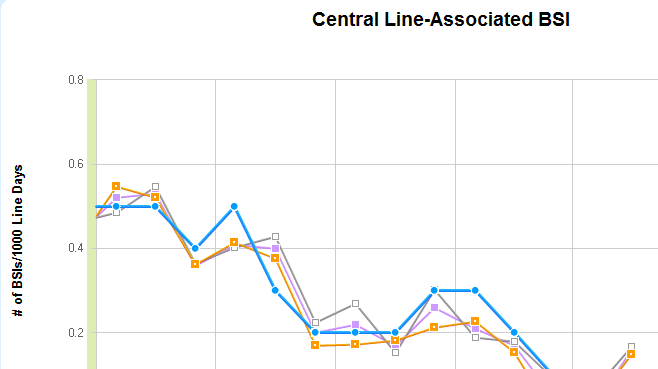 Central Line-Associated BSI
0.8
0.6
0.4
0.2
# of BSIs/1000 Line Days